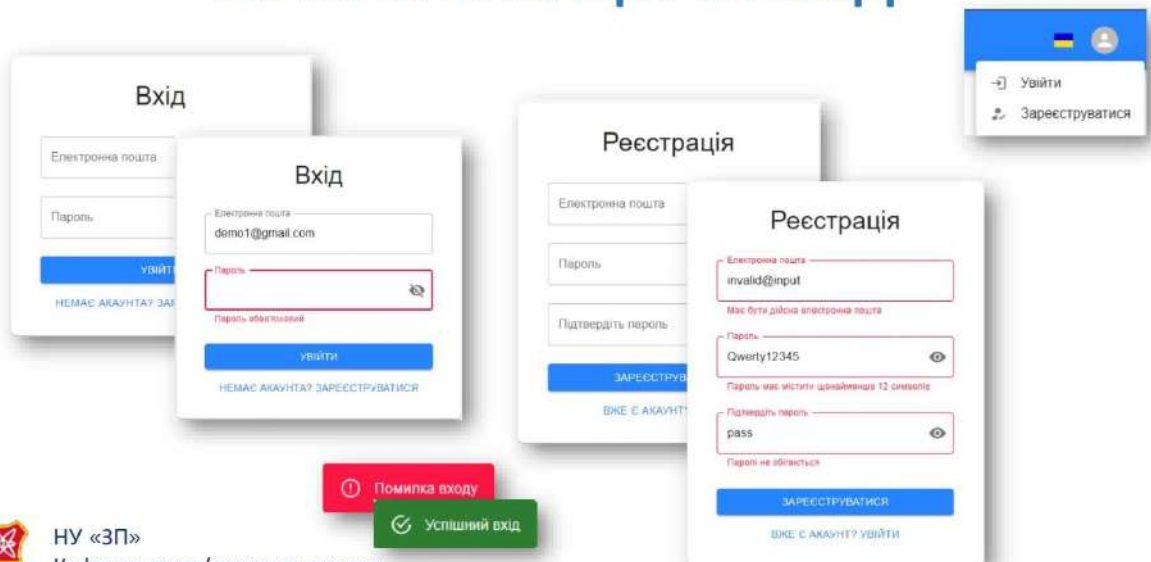 Вхід
Електронна пошта
Пароль
НЕМАЄ АКАУНТА?
Вхід
Електронна пошта
demo1@gmail.com
Пароль
Пароль обов'язковий
УВІЙТИ
НЕМАЄ АКАУНТА? ЗАРЕЄСТРУВАТИСЯ
Реєстрація
Електронна пошта
Пароль
Підтвердіть пароль
ВЖЕ Є АКАУНТ
Реєстрація
Електронна пошта
invalid@input
Має бути дійсна електронна пошта
Пароль
Qwerty12345
Пароль має містити щонайменше 12 символів
Підтвердіть пароль
pass
Паролі не збігаються
ЗАРЕЄСТРУВАТИСЯ
ВЖЕ Є АКАУНТ? УВІЙТИ
Увійти
Зареєструватися
Помилка входу
Успішний вхід
НУ «ЗП»